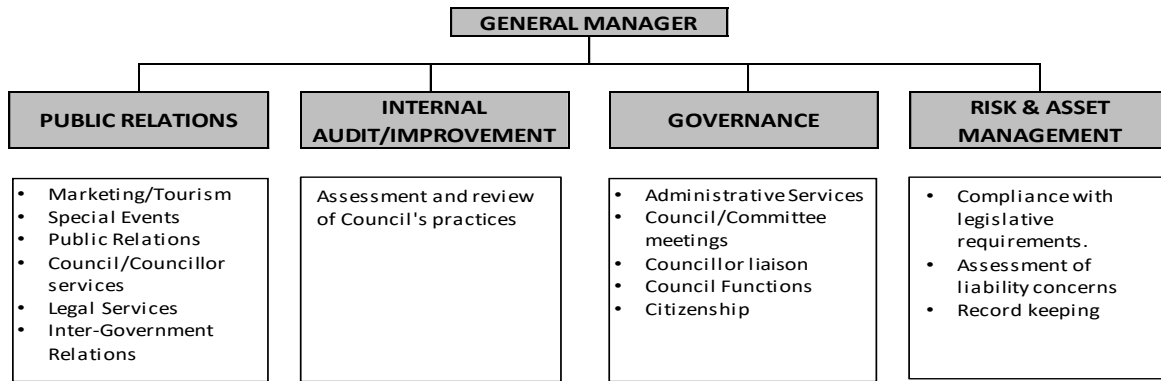 GENERAL MANAGER
PUBLIC RELATIONS
INTERNAL
AUDIT/IMPROVEMENT
GOVERNANCE
RISK & ASSET
MANAGEMENT
• Marketing/Tourism
• Special Events
• Public Relations
• Council/Councillor
services
• Legal Services
• Inter-Government
Relations
Assessment and review
of Council's practices
• Administrative Services
• Council/Committee
meetings
• Councillor liaison
• Council Functions
• Citizenship
• Compliance with
legislative
requirements.
• Assessment of
liability concerns
• Record keeping